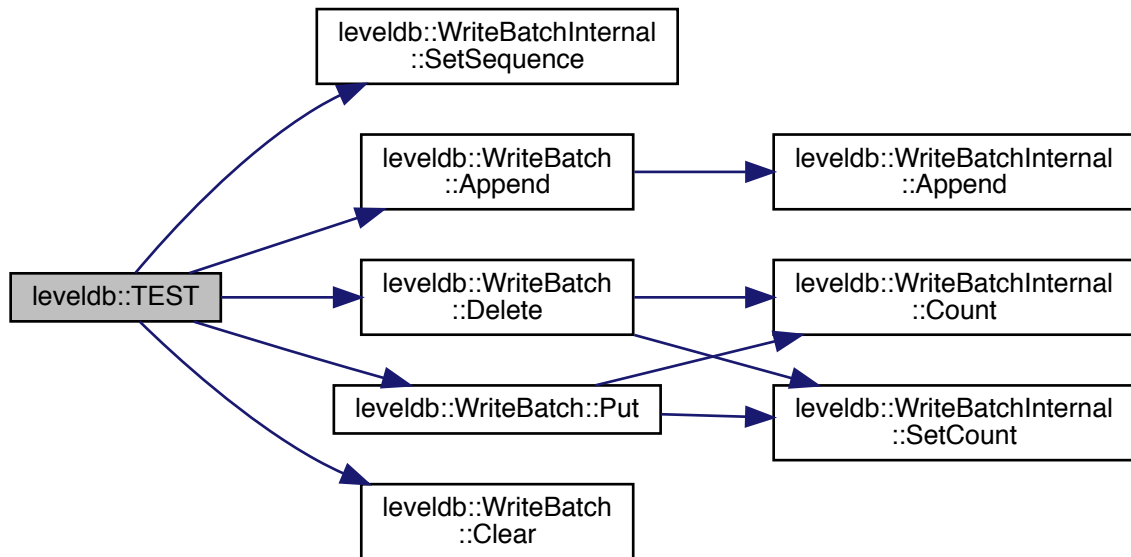 leveldb::WriteBatchInternal
::SetSequence
leveldb::WriteBatch
::Append
leveldb::WriteBatchInternal
::Append
leveldb::TEST
leveldb::WriteBatch
::Delete
leveldb::WriteBatchInternal
::Count
leveldb::WriteBatch::Put
leveldb::WriteBatchInternal
::SetCount
leveldb::WriteBatch
::Clear